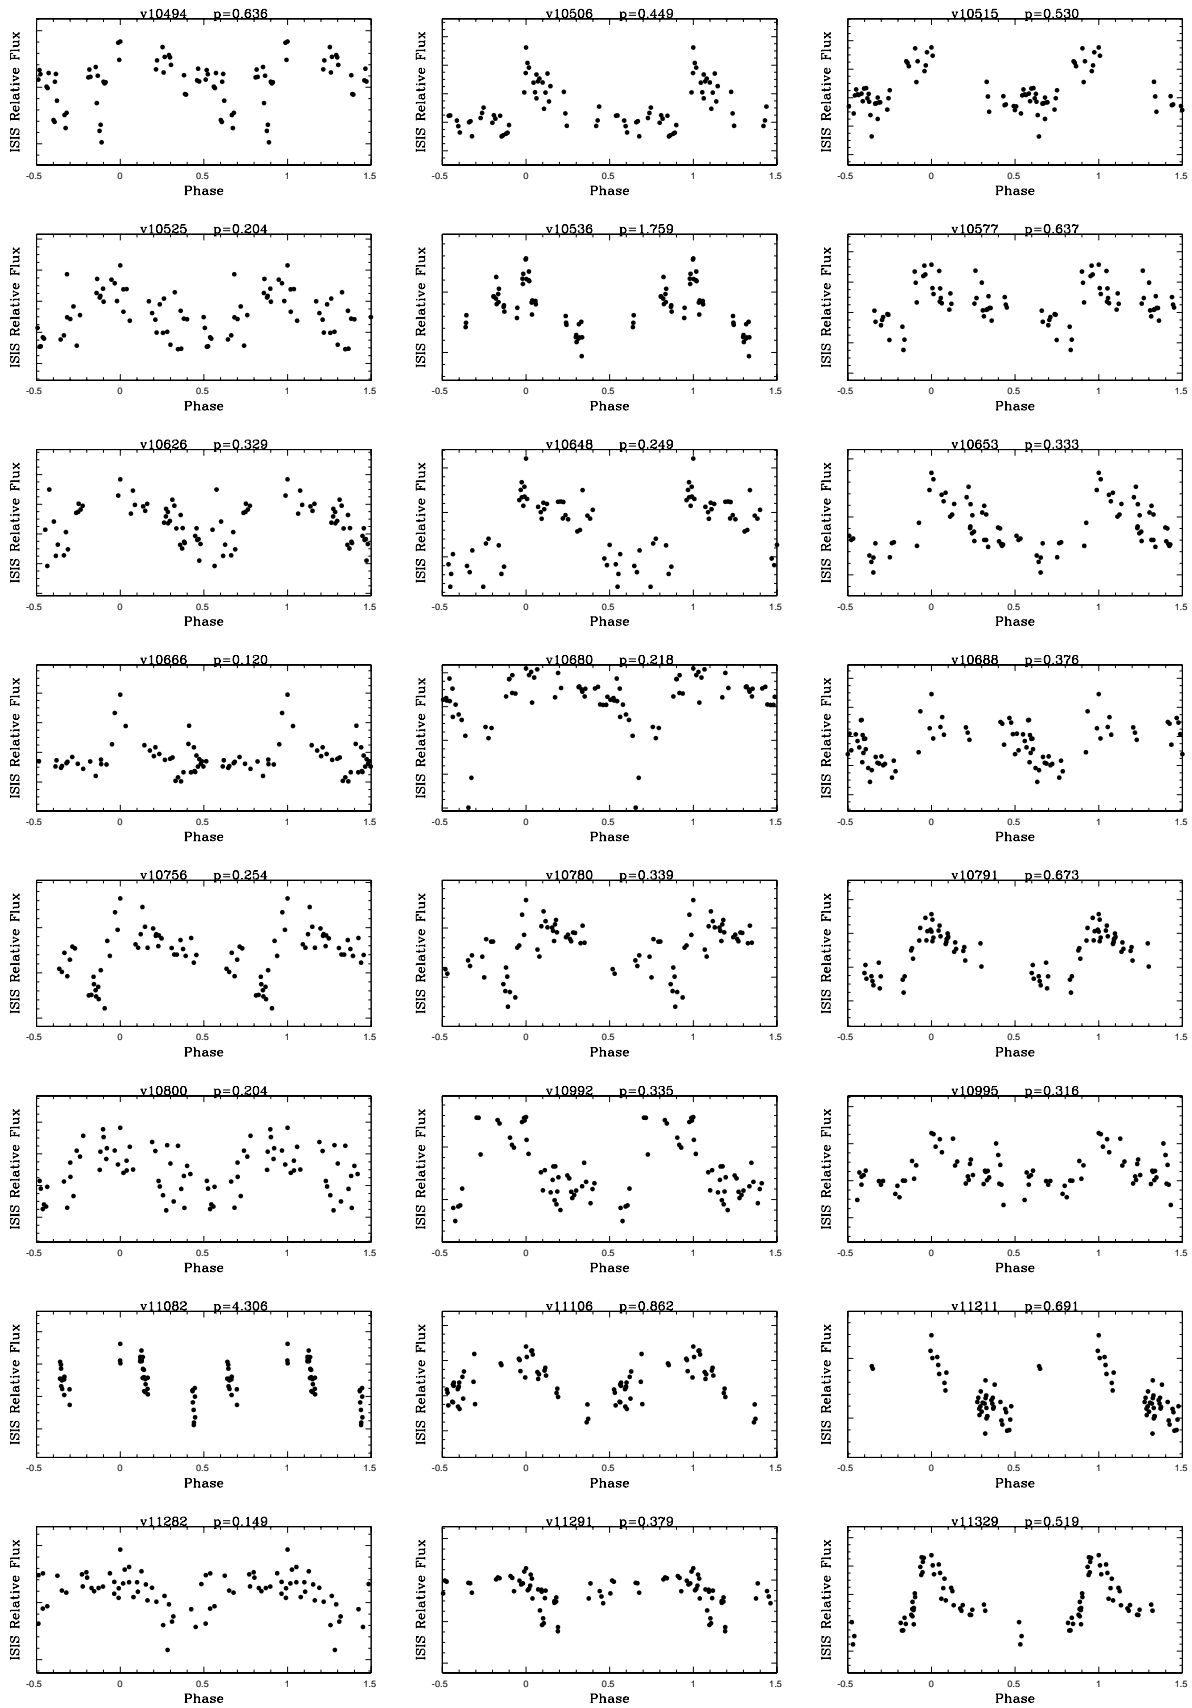 v10494 p=0.636
v10506 p=0.449
v10515 p=0.530
ISIS Relative Flux
ISIS Relative Flux
ISIS Relative Flux
-0.5 0 0.5 1 1.5
-0.5 0 0.5 1 1.5
-0.5 0 0.5 1 1.5
Phase
Phase
Phase
v10525 p=0.204
v10536 p=1.759
v10577 p=0.637
ISIS Relative Flux
ISIS Relative Flux
ISIS Relative Flux
-0.5 0 0.5 1 1.5
-0.5 0 0.5 1 1.5
-0.5 0 0.5 1 1.5
Phase
Phase
Phase
v10626 p=0.329
v10648 p=0.249
v10653 p=0.333
ISIS Relative Flux
ISIS Relative Flux
ISIS Relative Flux
-0.5 0 0.5 1 1.5
-0.5 0 0.5 1 1.5
-0.5 0 0.5 1 1.5
Phase
Phase
Phase
v10666 p=0.120
v10680 p=0.218
v10688 p=0.376
ISIS Relative Flux
ISIS Relative Flux
ISIS Relative Flux
-0.5 0 0.5 1 1.5
-0.5 0 0.5 1 1.5
-0.5 0 0.5 1 1.5
Phase
Phase
Phase
v10756 p=0.254
v10780 p=0.339
v10791 p=0.673
ISIS Relative Flux
ISIS Relative Flux
ISIS Relative Flux
-0.5 0 0.5 1 1.5
-0.5 0 0.5 1 1.5
-0.5 0 0.5 1 1.5
Phase
Phase
Phase
v10800 p=0.204
v10992 p=0.335
v10995 p=0.316
ISIS Relative Flux
ISIS Relative Flux
ISIS Relative Flux
-0.5 0 0.5 1 1.5
-0.5 0 0.5 1 1.5
-0.5 0 0.5 1 1.5
Phase
Phase
Phase
v11082 p=4.306
v11106 p=0.862
v11211 p=0.691
ISIS Relative Flux
ISIS Relative Flux
ISIS Relative Flux
-0.5 0 0.5 1 1.5
-0.5 0 0.5 1 1.5
-0.5 0 0.5 1 1.5
Phase
Phase
Phase
v11282 p=0.149
v11291 p=0.379
v11329 p=0.519
ISIS Relative Flux
ISIS Relative Flux
ISIS Relative Flux
-0.5 0 0.5 1 1.5
-0.5 0 0.5 1 1.5
-0.5 0 0.5 1 1.5
Phase
Phase
Phase